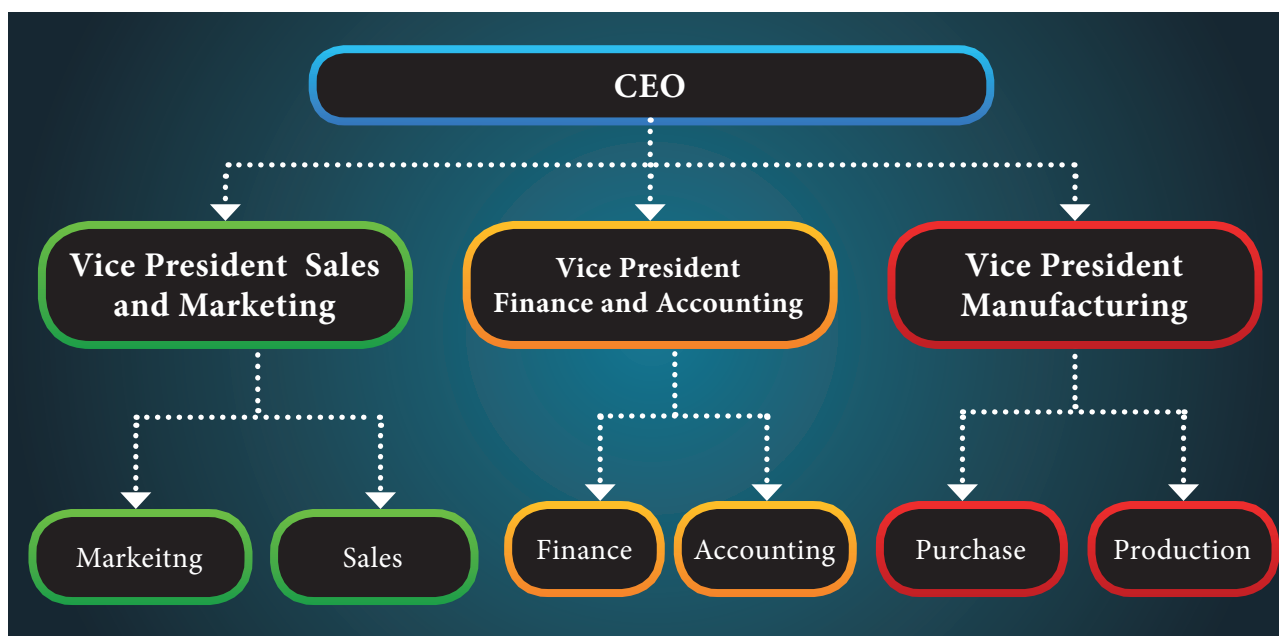 CEO
Vice President Sales
and Marketing
Vice President
Finance and Accounting
Vice President
Manufacturing
Markeitng
Sales
Finance
Accounting
Purchase
Production